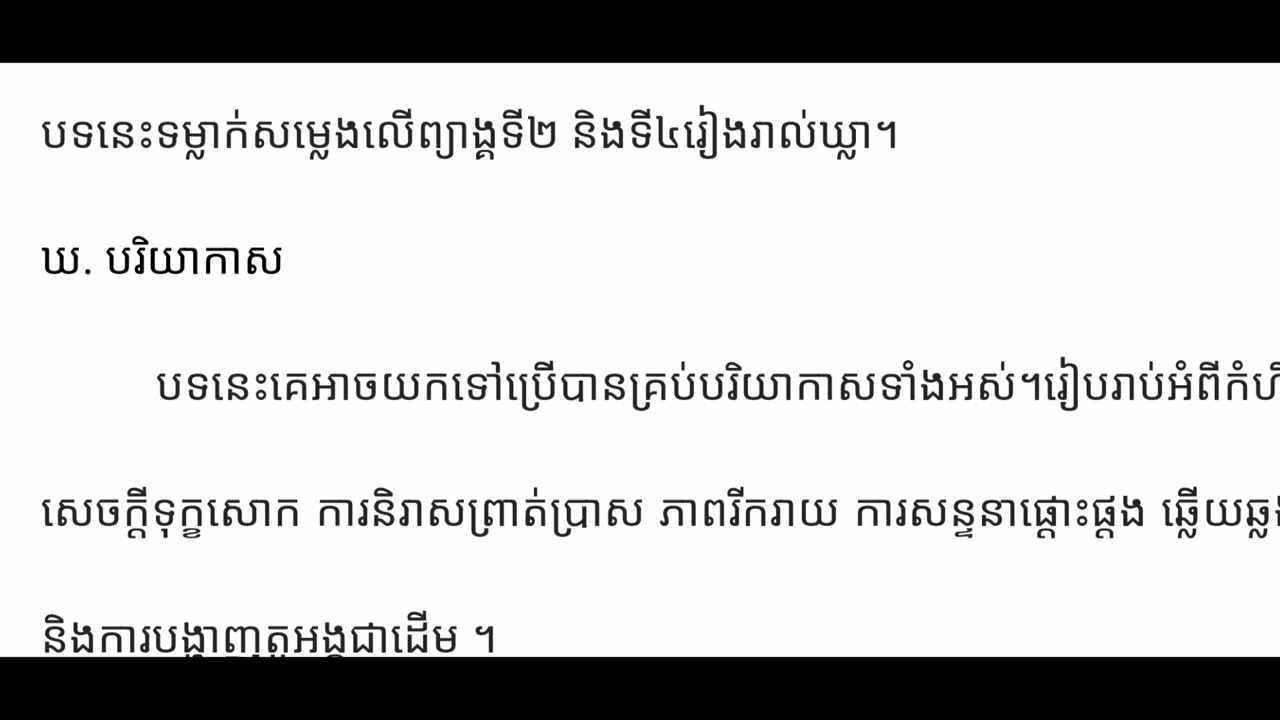 បទនេះទម្លាក់សម្លេងលើព្យាង្គទី២ និងទី៤រៀងរាល់ឃ្លា។
ឃ. បរិយាកាស
បទនេះគេអាចយកទៅប្រើបានគ្រប់បរិយាកាសទាំងអស់។រៀបរាប់អំពីកំហឹ
សេចក្តីទុក្ខសោក ការនិរាសព្រាត់ប្រាស ភាពរីករាយ ការសន្ទនាផ្តោះផ្តង ឆ្លើយឆ្លង
និងការបង្ហាញតួអង្គជាដើម ។